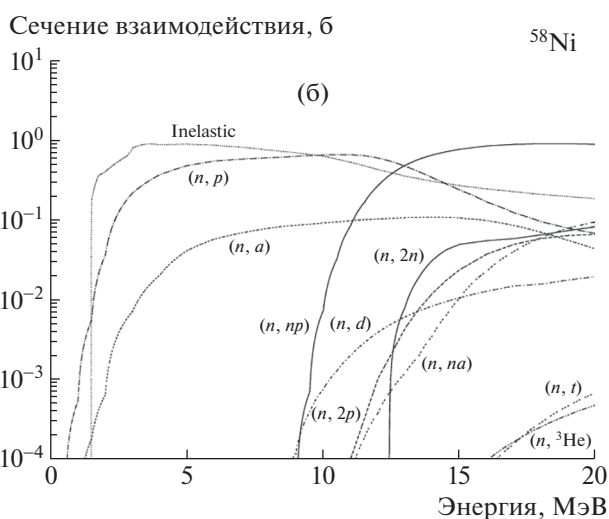 Сечение взаимодействия, б
⁵⁸Ni
10¹
(б)
10⁰
Inelastic
(n, p)
10⁻¹
(n, a)
(n, 2n)
10⁻²
(n, np)
(n, d)
(n, na)
10⁻³
(n, t)
(n, 2p)
(n, ³He)
10⁻⁴
0 5 10 15 20
Энергия, МэВ